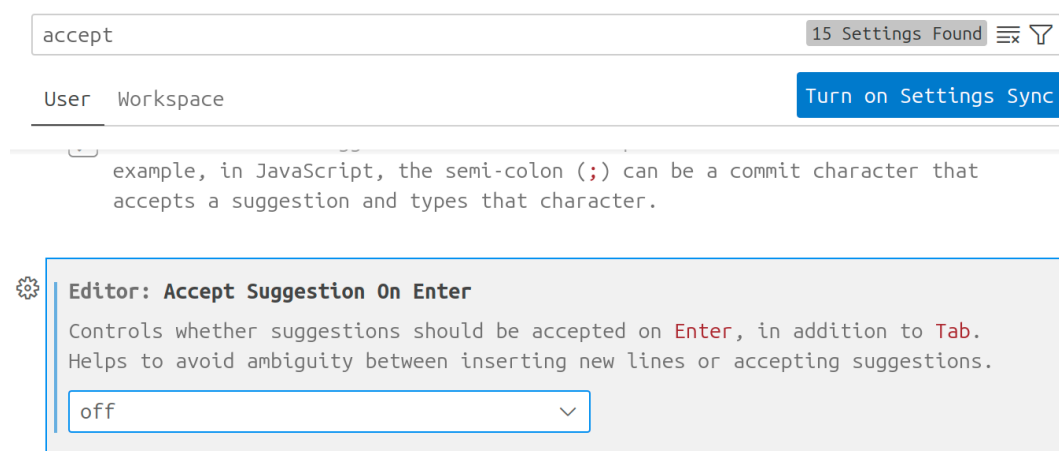 accept
15 Settings Found
User Workspace
Turn on Settings Sync
example, in JavaScript, the semi-colon (;) can be a commit character that
accepts a suggestion and types that character.
Editor: Accept Suggestion On Enter
Controls whether suggestions should be accepted on Enter, in addition to Tab.
Helps to avoid ambiguity between inserting new lines or accepting suggestions.
off